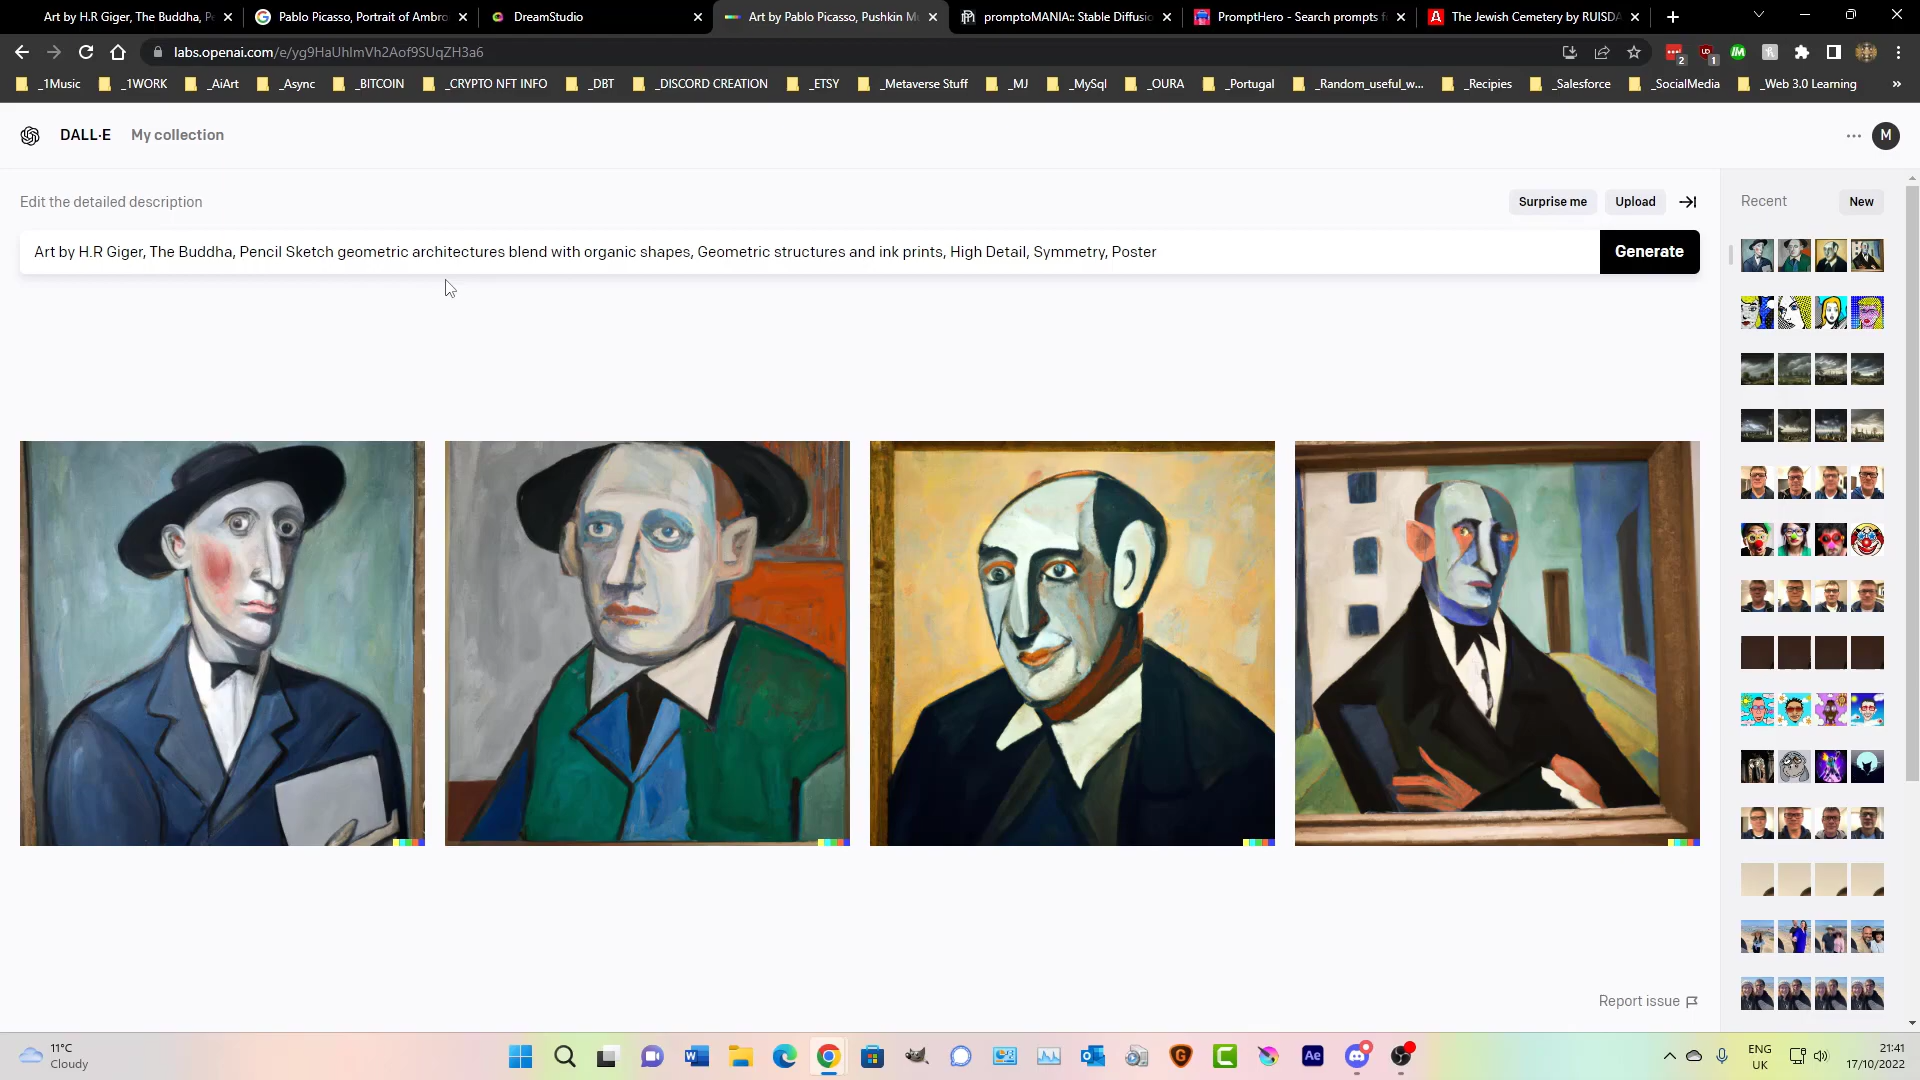 Art by H.R Giger, The Buddha, Pe
Pablo Picasso, Portrait of Ambro
DreamStudio
Art by Pablo Picasso, Pushkin Mu
promptoMANIA:: Stable Diffusio
PromptHero - Search prompts f
The Jewish Cemetery by RUISDA
labs.openai.com/e/yg9HaUhlmVh2Aof9SUqZH3a6
2
1
_1Music
_1WORK
_AiArt
_Async
_BITCOIN
_CRYPTO NFT INFO
_DBT
_DISCORD CREATION
_ETSY
_Metaverse Stuff
_MJ
_MySql
_OURA
_Portugal
_Random_useful_w...
_Recipies
_Salesforce
_SocialMedia
_Web 3.0 Learning
»
DALL·E
My collection
M
Edit the detailed description
Surprise me
Upload
Recent
New
Art by H.R Giger, The Buddha, Pencil Sketch geometric architectures blend with organic shapes, Geometric structures and ink prints, High Detail, Symmetry, Poster
Generate
Report issue
11°C
Cloudy
Ae
ENG
UK
21:41
17/10/2022